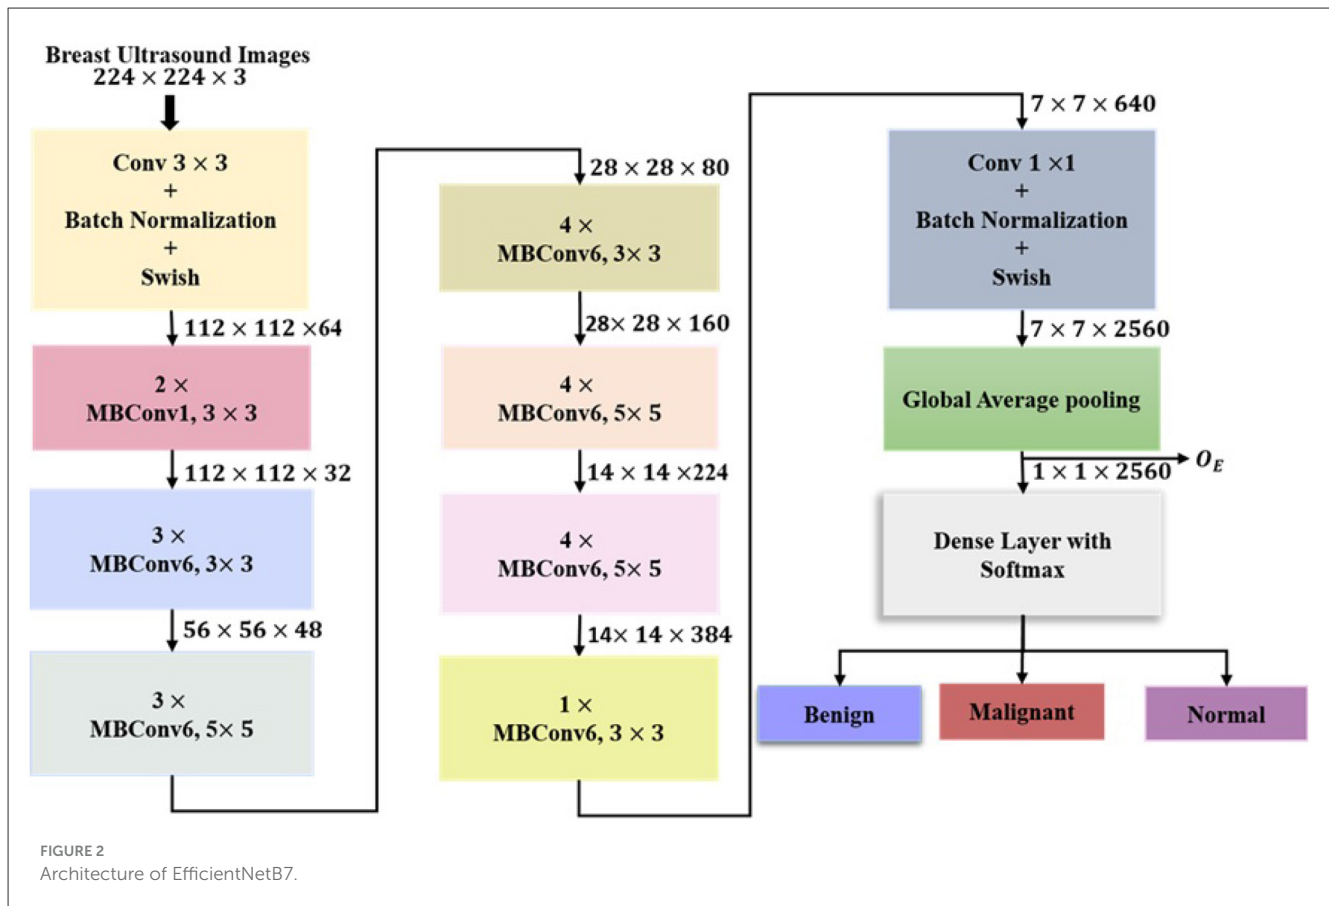 Breast Ultrasound Images
224 × 224 × 3
Conv 3 × 3
+
Batch Normalization
+
Swish
112 × 112 ×64
2 ×
MBConv1, 3 × 3
112 × 112 × 32
3 ×
MBConv6, 3× 3
56 × 56 × 48
3 ×
MBConv6, 5× 5
28 × 28 × 80
4 ×
MBConv6, 3× 3
28× 28 × 160
4 ×
MBConv6, 5× 5
14 × 14 ×224
4 ×
MBConv6, 5× 5
14× 14 × 384
1 ×
MBConv6, 3 × 3
7 × 7 × 640
Conv 1 ×1
+
Batch Normalization
+
Swish
7 × 7 × 2560
Global Average pooling
O_E
1 × 1 × 2560
Dense Layer with
Softmax
Benign
Malignant
Normal
FIGURE 2
Architecture of EfficientNetB7.